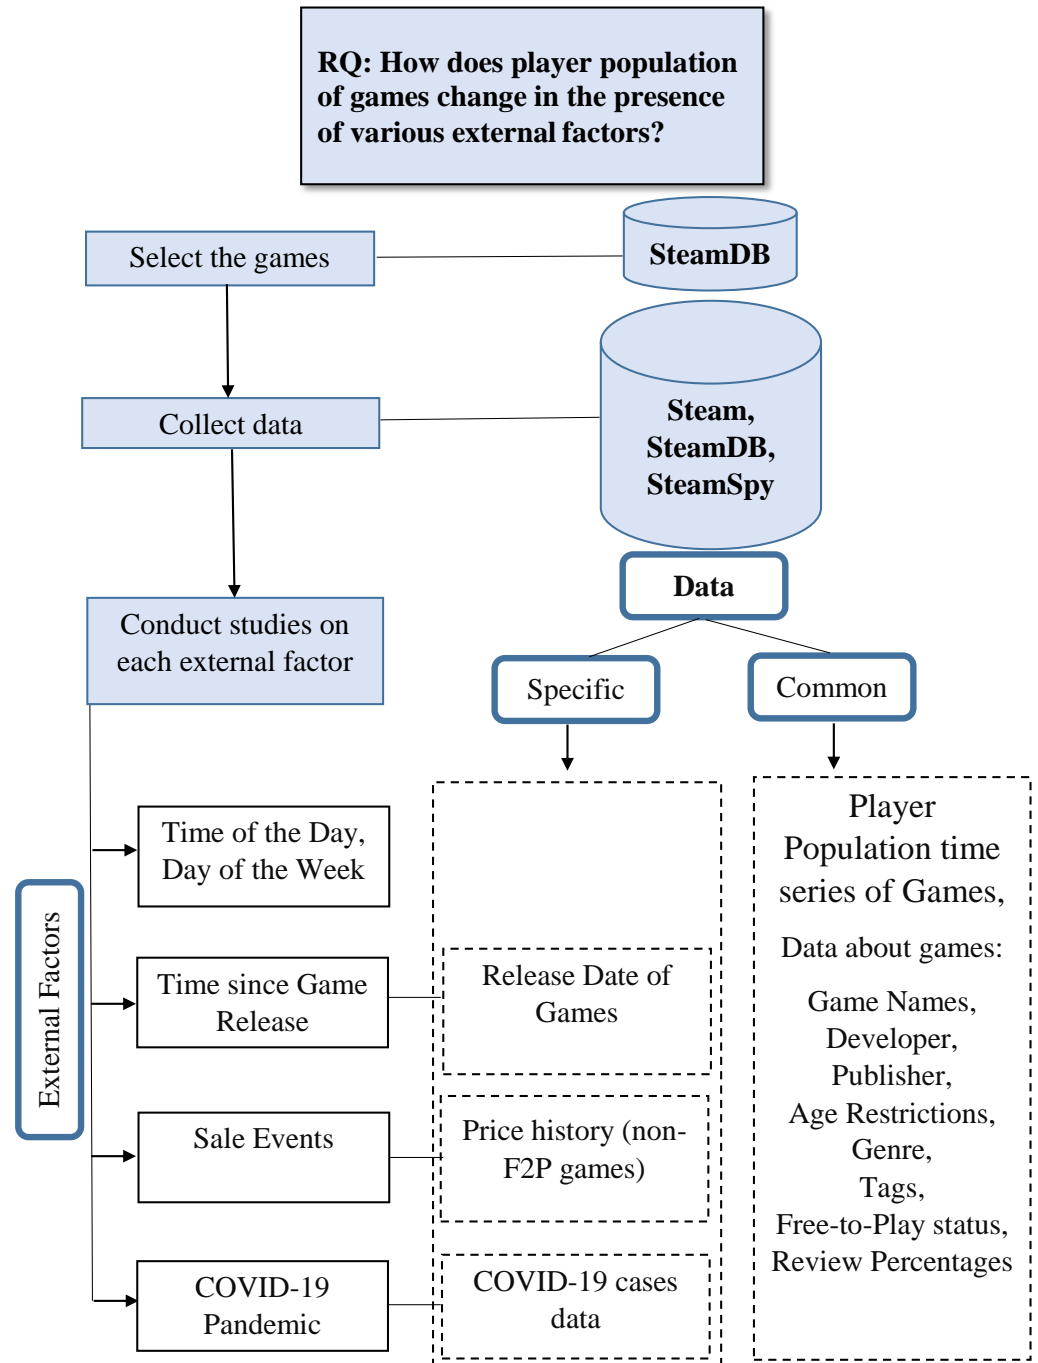 RQ: How does player population
of games change in the presence
of various external factors?
Select the games
SteamDB
Collect data
Steam,
SteamDB,
SteamSpy
Data
Conduct studies on
each external factor
Specific
Common
External Factors
Time of the Day,
Day of the Week
Time since Game
Release
Release Date of
Games
Sale Events
Price history (non-
F2P games)
COVID-19
Pandemic
COVID-19 cases
data
Player
Population time
series of Games,
Data about games:
Game Names,
Developer,
Publisher,
Age Restrictions,
Genre,
Tags,
Free-to-Play status,
Review Percentages